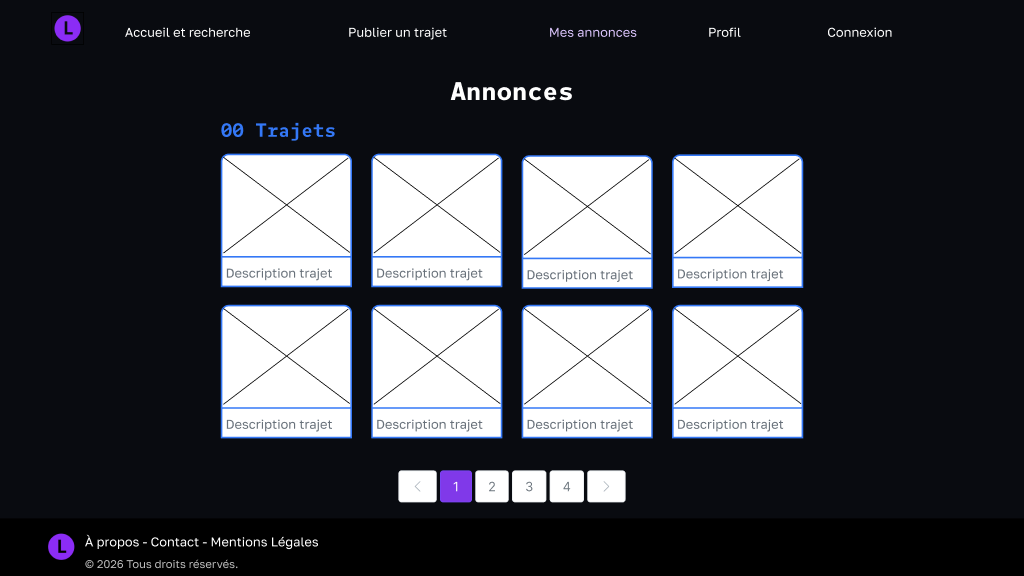 L Accueil et recherche Publier un trajet Mes annonces Profil Connexion
Annonces
00 Trajets
Description trajet Description trajet Description trajet Description trajet
Description trajet Description trajet Description trajet Description trajet
< 1 2 3 4 >
L À propos - Contact - Mentions Légales
© 2026 Tous droits réservés.